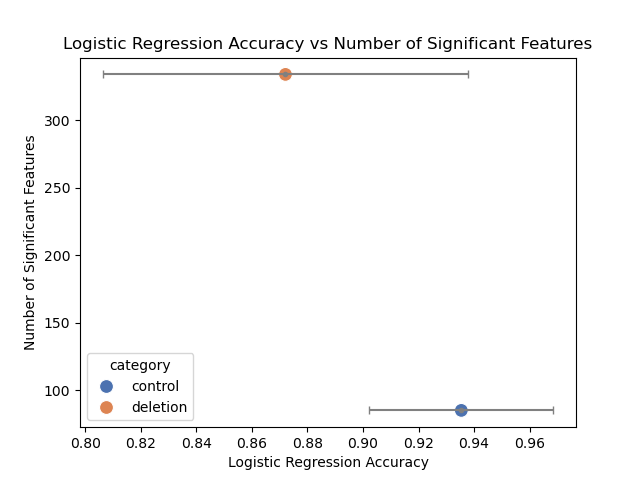 Logistic Regression Accuracy vs Number of Significant Features
Number of Significant Features
300
250
200
150
100
category
control
deletion
0.80 0.82 0.84 0.86 0.88 0.90 0.92 0.94 0.96
Logistic Regression Accuracy